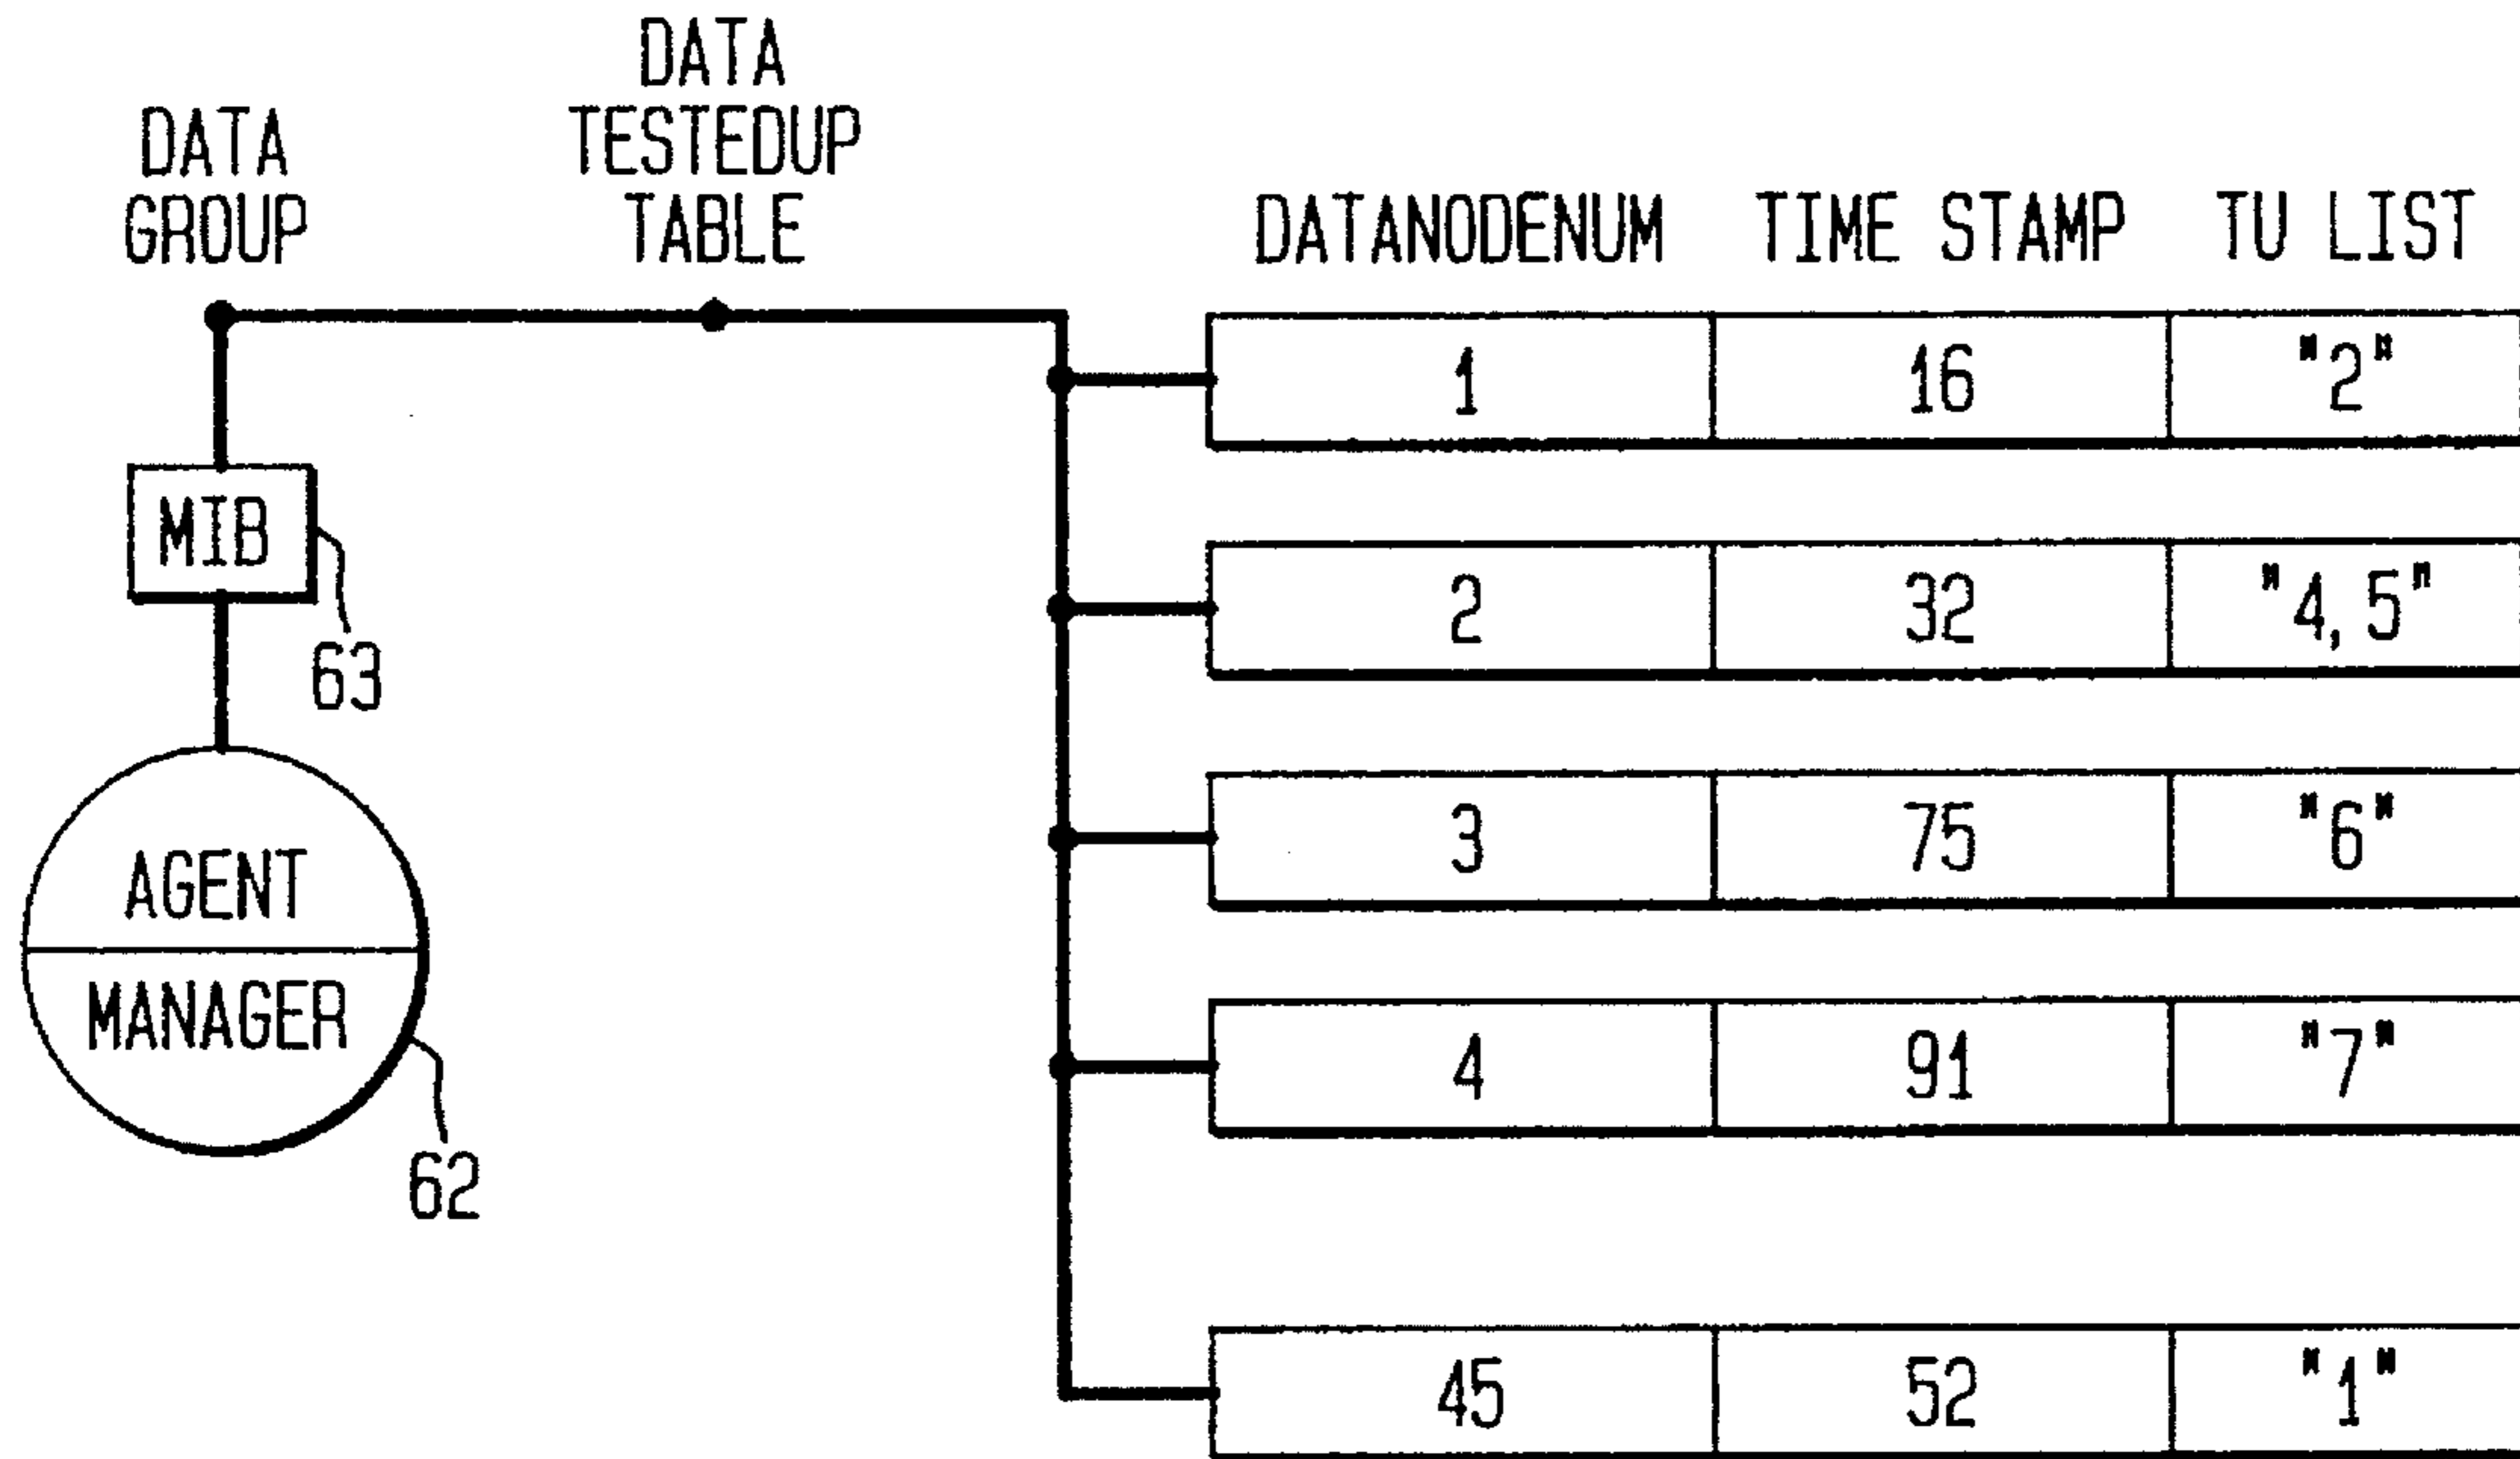 DATA
GROUP
DATA
TESTEDUP
TABLE
DATANODENUM TIME STAMP TU LIST
1 16 "2"
2 32 "4, 5"
3 75 "6"
4 91 "7"
45 52 "1"
MIB
63
AGENT
MANAGER
62